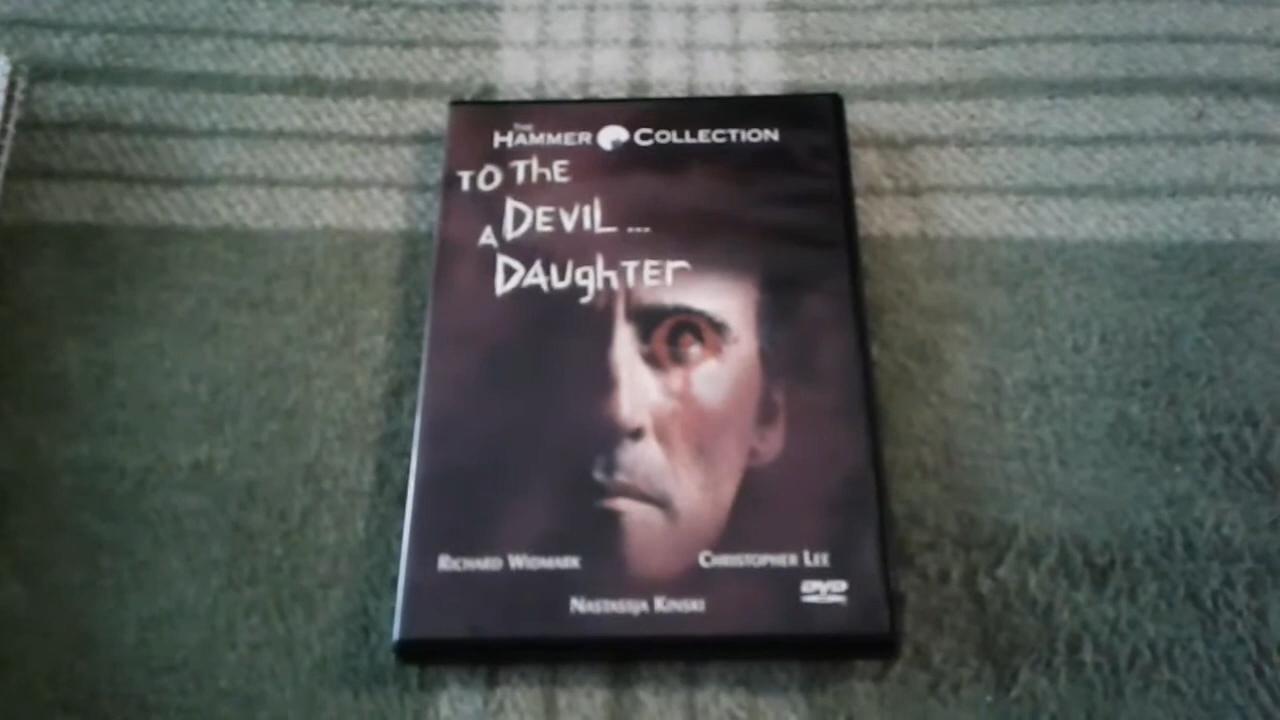 THE
HAMMER COLLECTION
TO ThE
DEVIL...
A
DAughTEr
RICHARD WIDMARK
CHRISTOPHER LEE
NASTASSJA KINSKI
DVD